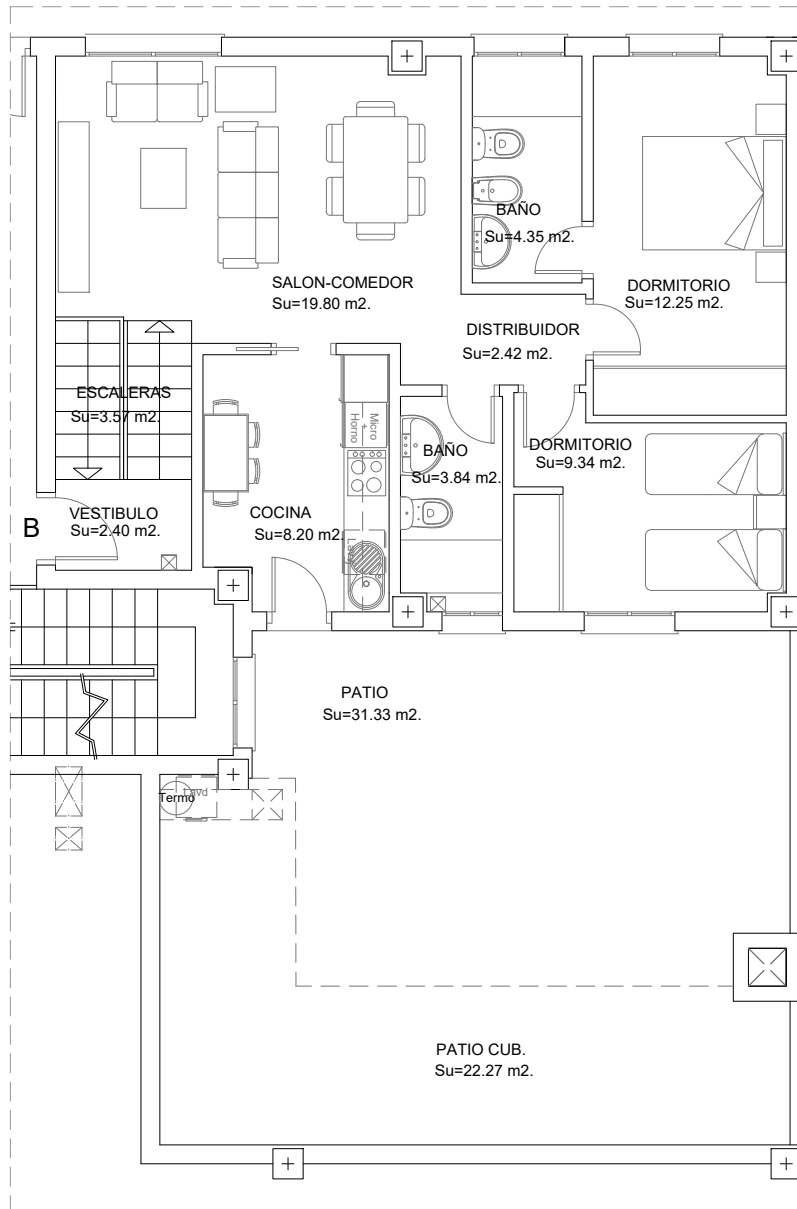 BAÑO
Su=4.35 m2.
SALON-COMEDOR
Su=19.80 m2.
DORMITORIO
Su=12.25 m2.
DISTRIBUIDOR
Su=2.42 m2.
ESCALERAS
Su=3.57 m2.
Micro
+
Horno
BAÑO
Su=3.84 m2.
DORMITORIO
Su=9.34 m2.
B
VESTIBULO
Su=2.40 m2.
COCINA
Su=8.20 m2.
PATIO
Su=31.33 m2.
Lavd
Termo
PATIO CUB.
Su=22.27 m2.